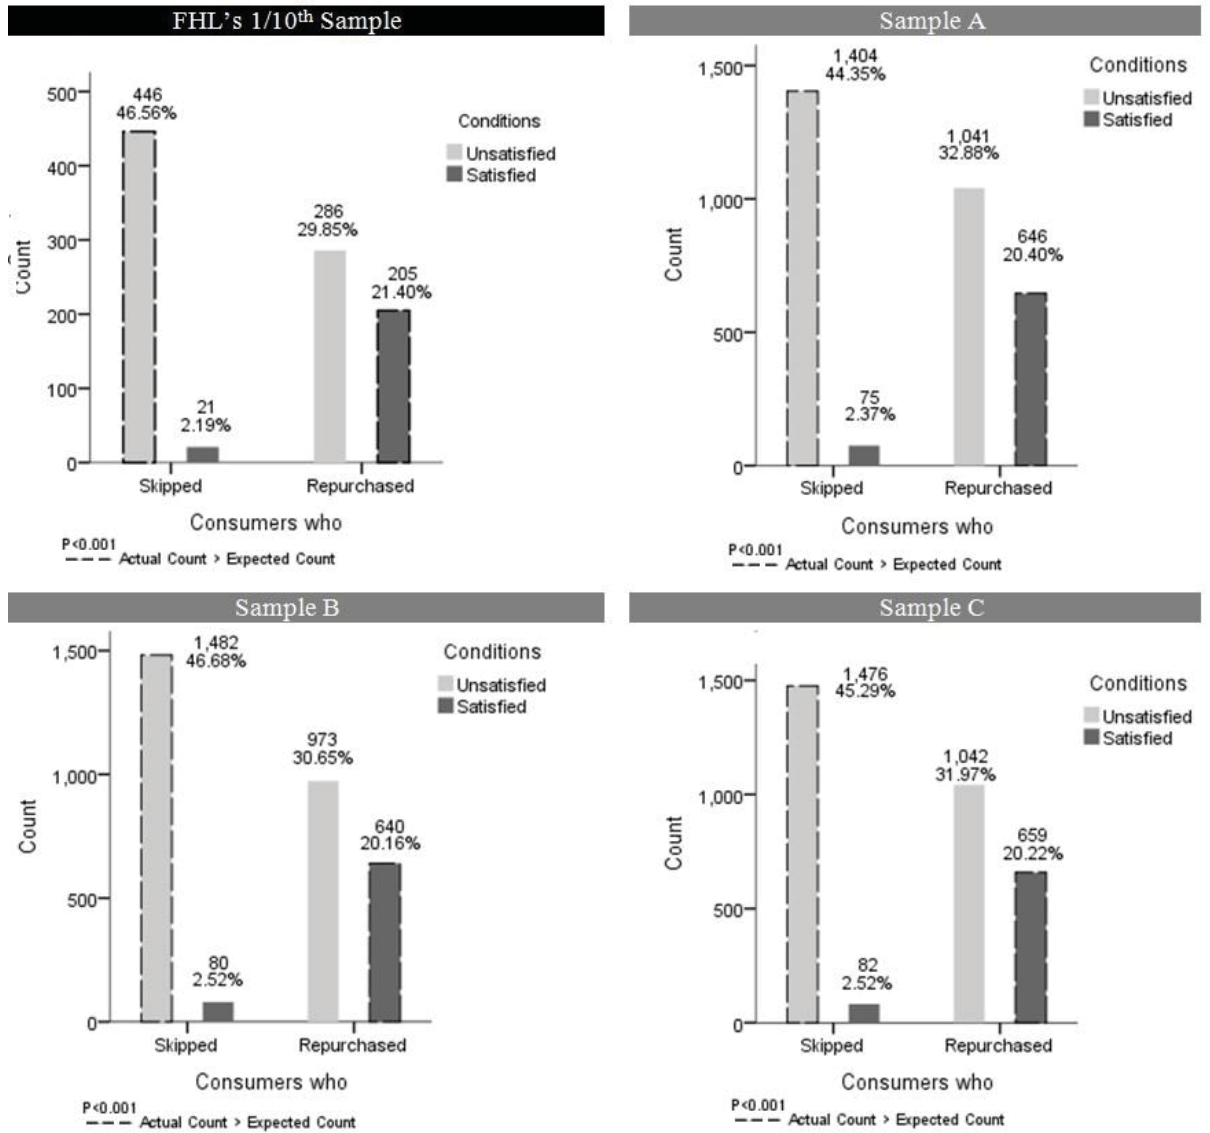 FHL's 1/10th Sample
500
400
300
200
100
0
Count
446
46.56%
21
2.19%
286
29.85%
205
21.40%
Conditions
Unsatisfied
Satisfied
Skipped
Repurchased
Consumers who
P<0.001
Actual Count > Expected Count
Sample A
1,500
1,000
500
0
Count
1,404
44.35%
75
2.37%
1,041
32.88%
646
20.40%
Conditions
Unsatisfied
Satisfied
Skipped
Repurchased
Consumers who
P<0.001
Actual Count > Expected Count
Sample B
1,500
1,000
500
0
Count
1,482
46.68%
80
2.52%
973
30.65%
640
20.16%
Conditions
Unsatisfied
Satisfied
Skipped
Repurchased
Consumers who
P<0.001
Actual Count > Expected Count
Sample C
1,500
1,000
500
0
Count
1,476
45.29%
82
2.52%
1,042
31.97%
659
20.22%
Conditions
Unsatisfied
Satisfied
Skipped
Repurchased
Consumers who
P<0.001
Actual Count > Expected Count